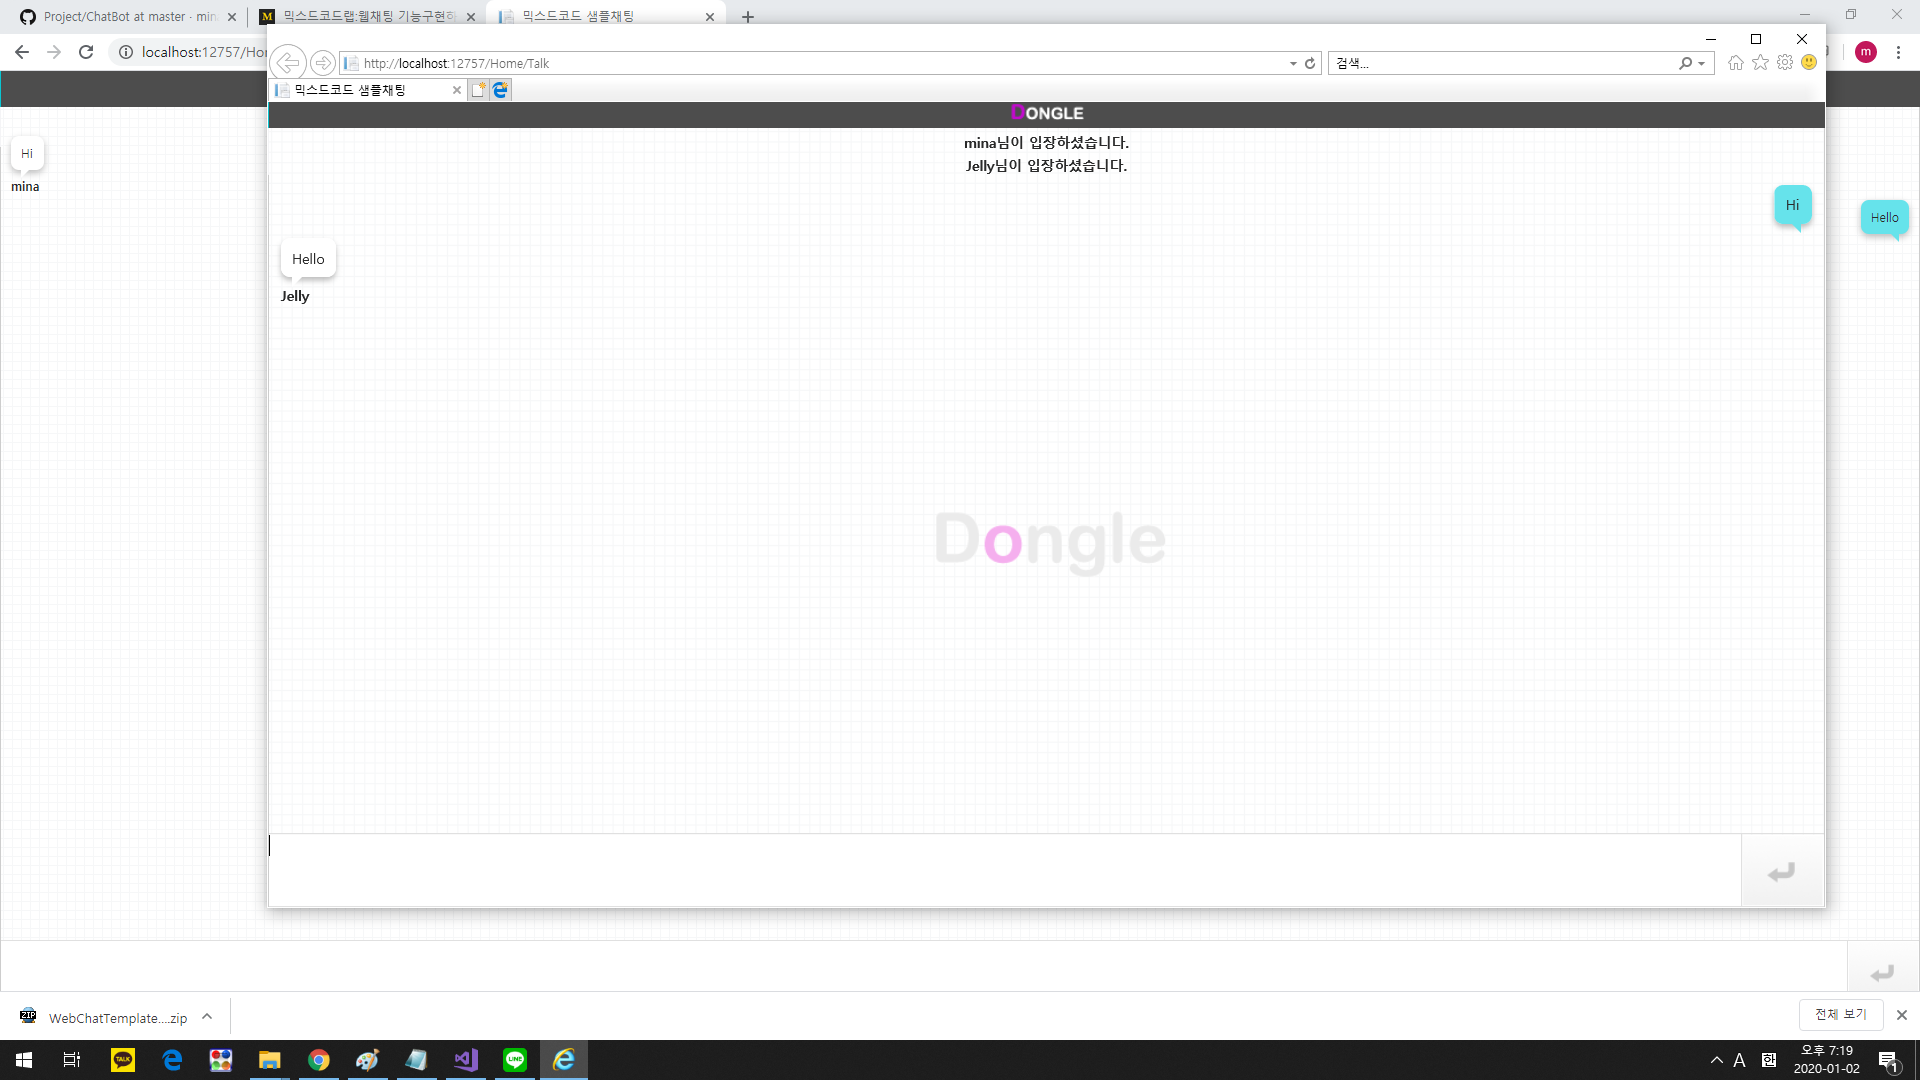 Project/ChatBot at master · min
믹스드코드랩:웹채팅 기능구현하
믹스드코드 샘플채팅
localhost:12757/Ho
m
http://localhost:12757/Home/Talk
검색...
믹스드코드 샘플채팅
DONGLE
mina님이 입장하셨습니다.
Jelly님이 입장하셨습니다.
Hi
mina
Hi
Hello
Hello
Jelly
Dongle
WebChatTemplate....zip
전체 보기
TALK
LINE
A
한
오후 7:19
2020-01-02
1